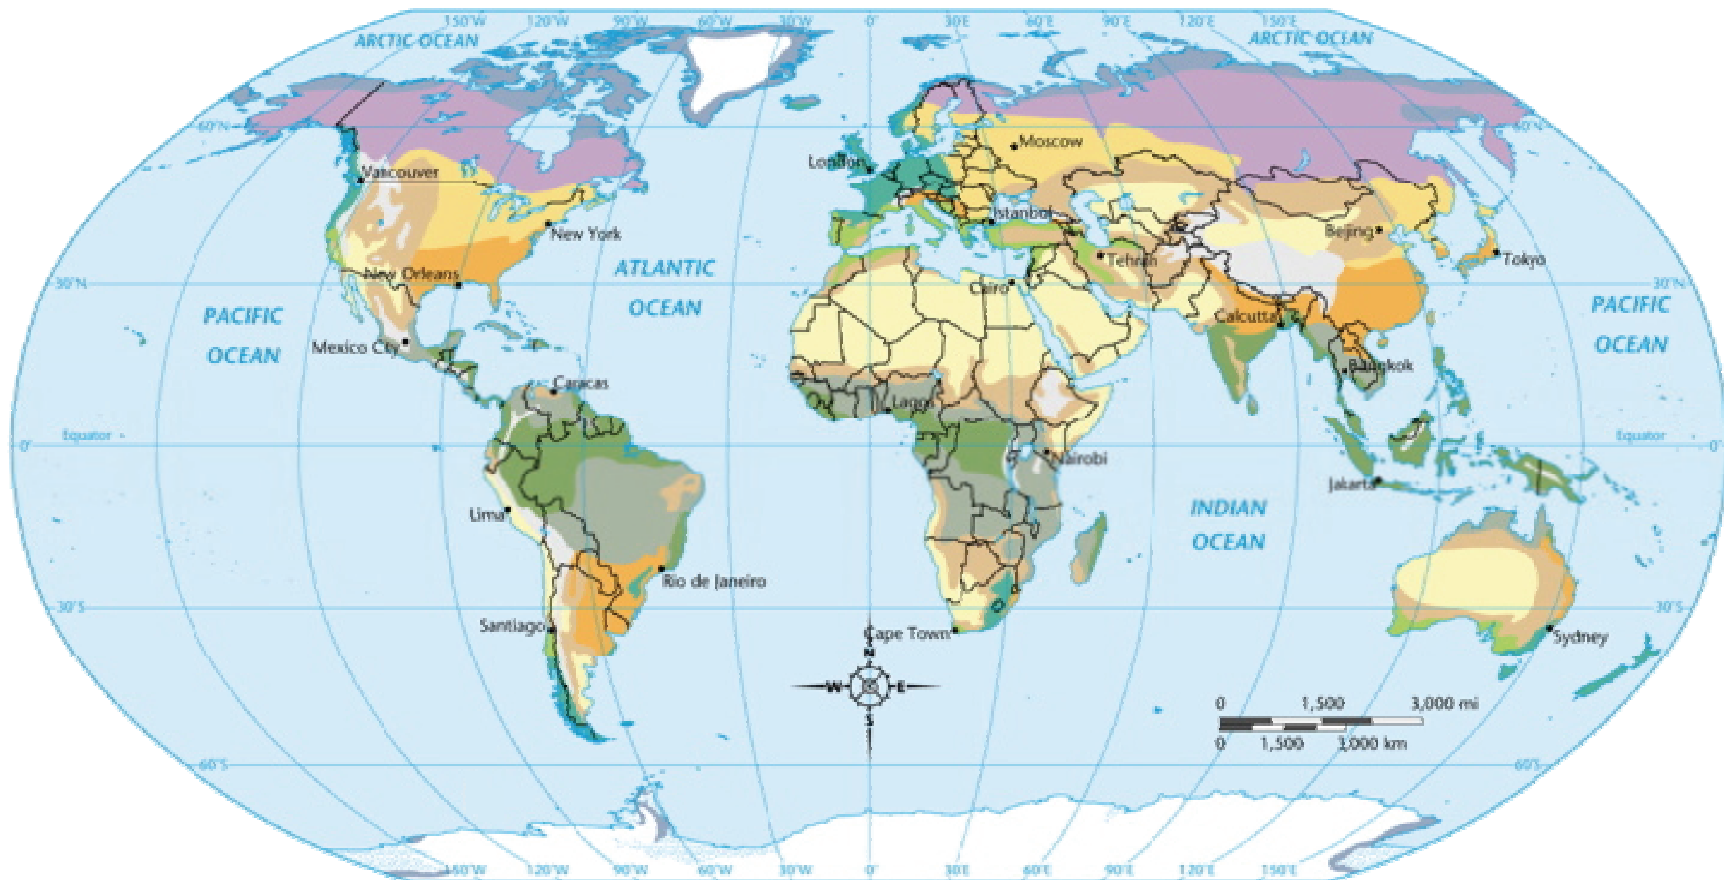 150°W 120°W 90°W 60°W 30°W 0° 30°E 60°E 90°E 120°E 150°E
ARCTIC OCEAN ARCTIC OCEAN
60°N 60°N
Moscow
London
Vancouver
Istanbul
New York Bejing
Tehran Tokyo
ATLANTIC
OCEAN
New Orleans
30°N 30°N
Cairo
PACIFIC
OCEAN
PACIFIC
OCEAN
Calcutta
Mexico Cty
Bangkok
Caracas
Lagos
Equator Equator
0° 0°
Nairobi
Jakarta
Lima
INDIAN
OCEAN
Rio de Janeiro
30°S 30°S
Santiago
Cape Town
Sydney
N
W E
S
0 1,500 3,000 mi
0 1,500 3,000 km
60°S 60°S
150°W 120°W 90°W 60°W 30°W 0° 30°E 60°E 90°E 120°E 150°E